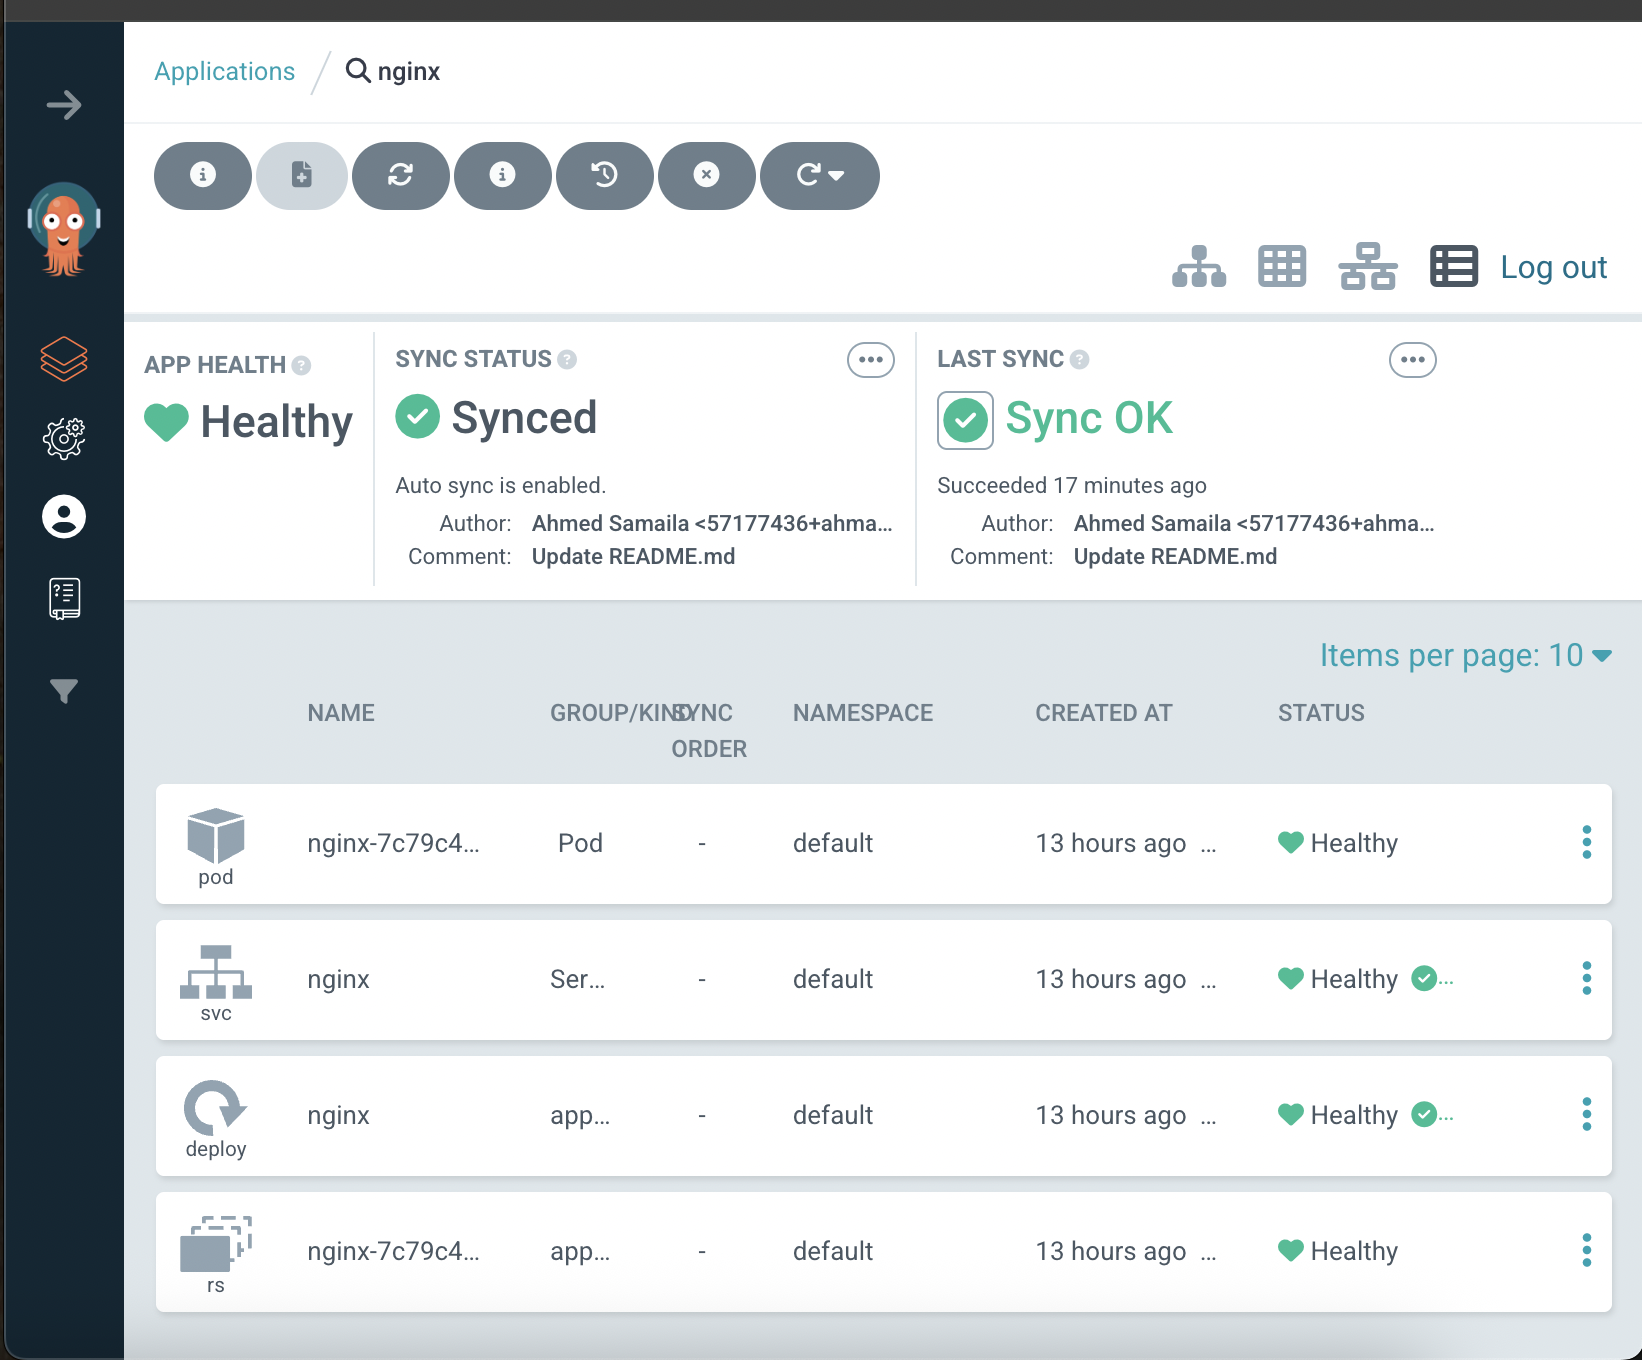 Applications / nginx
Log out
APP HEALTH ?
Healthy
SYNC STATUS ?
Synced
Auto sync is enabled.
Author: Ahmed Samaila <57177436+ahma...
Comment: Update README.md
LAST SYNC ?
Sync OK
Succeeded 17 minutes ago
Author: Ahmed Samaila <57177436+ahma...
Comment: Update README.md
Items per page: 10
NAME GROUP/KIND SYNC ORDER NAMESPACE CREATED AT STATUS
pod nginx-7c79c4... Pod - default 13 hours ago ... Healthy
svc nginx Ser... - default 13 hours ago ... Healthy ...
deploy nginx app... - default 13 hours ago ... Healthy ...
rs nginx-7c79c4... app... - default 13 hours ago ... Healthy